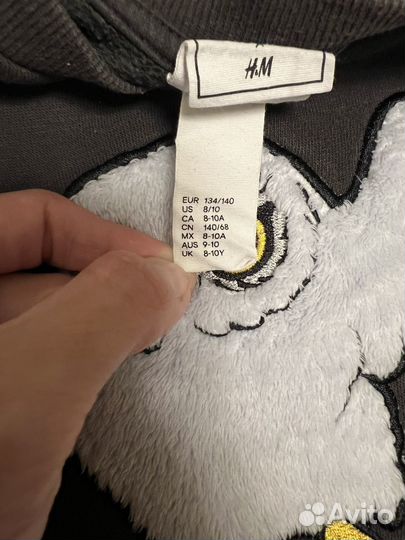 H&M
EUR 134/140
US 8/10
CA 8-10A
CN 140/68
MX 8-10A
AUS 9-10
UK 8-10Y
Avito